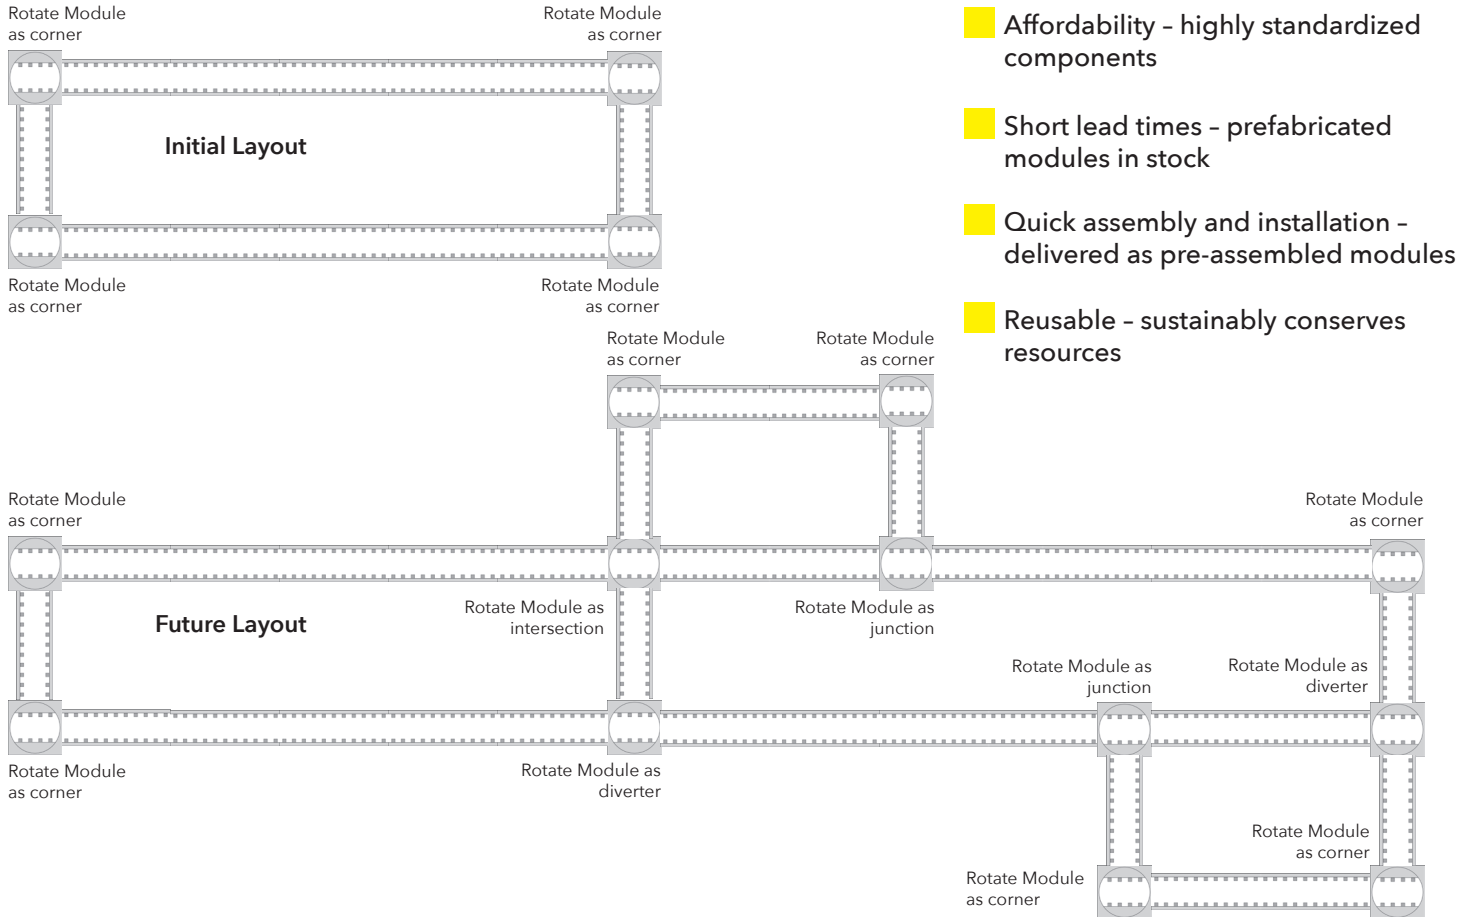 Rotate Module
as corner
Rotate Module
as corner
Initial Layout
Rotate Module
as corner
Rotate Module
as corner
Affordability – highly standardized
components
Short lead times – prefabricated
modules in stock
Quick assembly and installation –
delivered as pre-assembled modules
Reusable – sustainably conserves
resources
Rotate Module
as corner
Rotate Module
as corner
Rotate Module
as corner
Rotate Module
as corner
Future Layout
Rotate Module as
intersection
Rotate Module as
junction
Rotate Module as
junction
Rotate Module as
diverter
Rotate Module
as corner
Rotate Module as
diverter
Rotate Module
as corner
Rotate Module
as corner